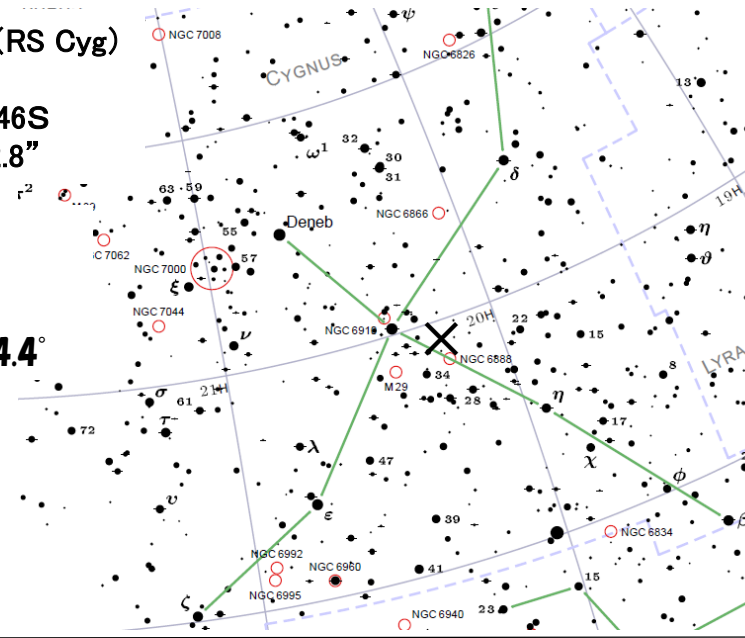 (RS Cyg)
46S
.8”
4.4°
NGC 7008
ψ
NGC 6826
CYGNUS
13
ω¹
32
30
31
δ
19H
63
59
NGC 6866
Deneb
55
η
ϑ
NGC 7062
NGC 7000
57
ξ
NGC 7044
NGC 6910
20H
22
15
ν
NGC 6888
LYRA
M 29
34
8
21H
σ
61
28
η
17
72
τ
λ
47
χ
φ
υ
ε
39
β
NGC 6834
NGC 6992
NGC 6960
41
15
NGC 6995
ζ
NGC 6940
23